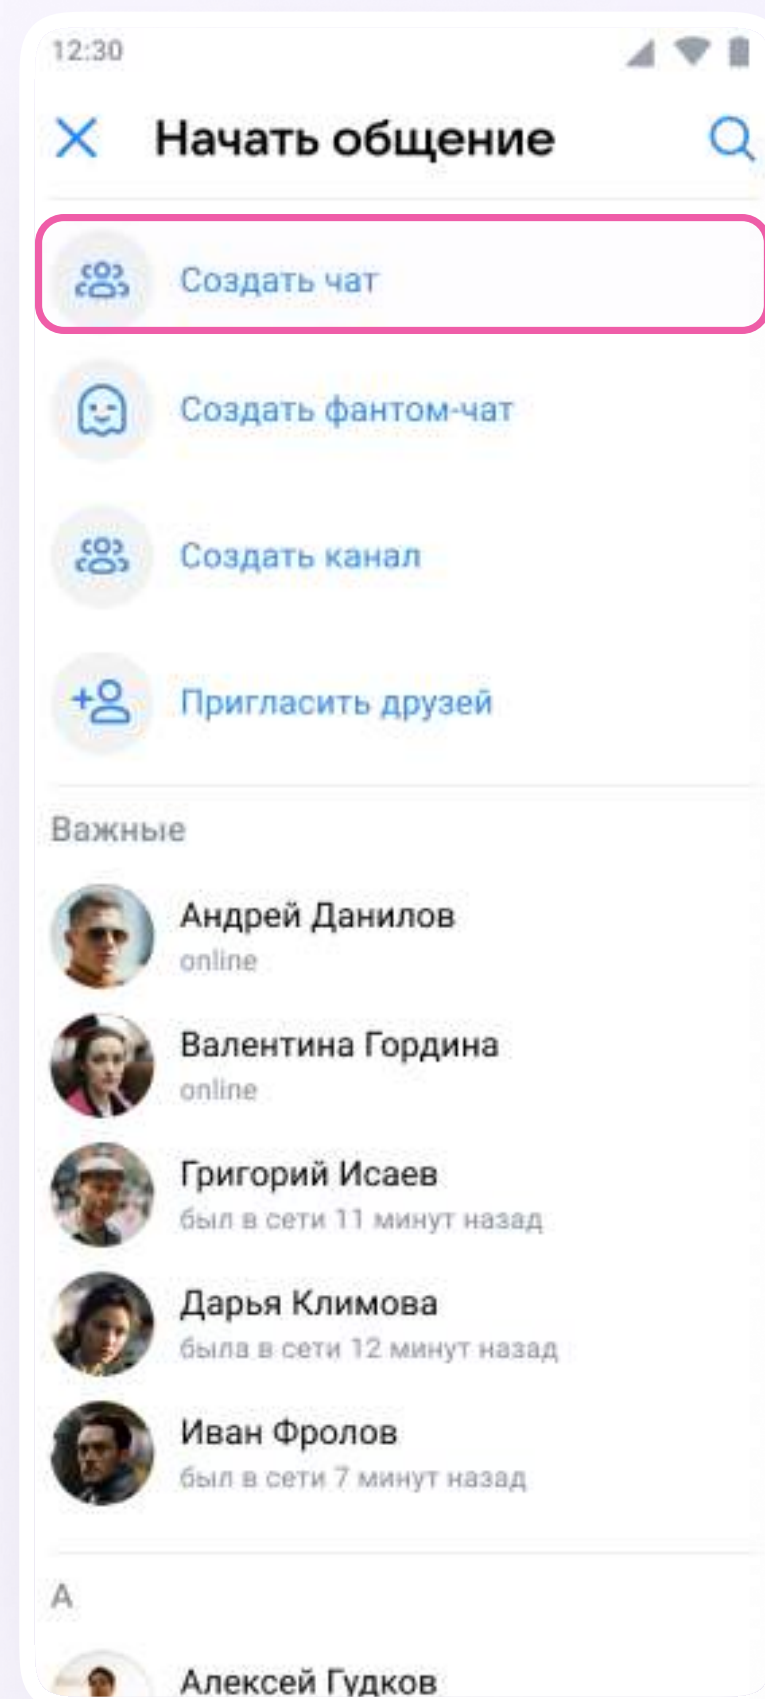 12:30
Начать общение
Создать чат
Создать фантом-чат
Создать канал
Пригласить друзей
Важные
Андрей Данилов
online
Валентина Гордина
online
Григорий Исаев
был в сети 11 минут назад
Дарья Климова
была в сети 12 минут назад
Иван Фролов
был в сети 7 минут назад
А
Алексей Гудков